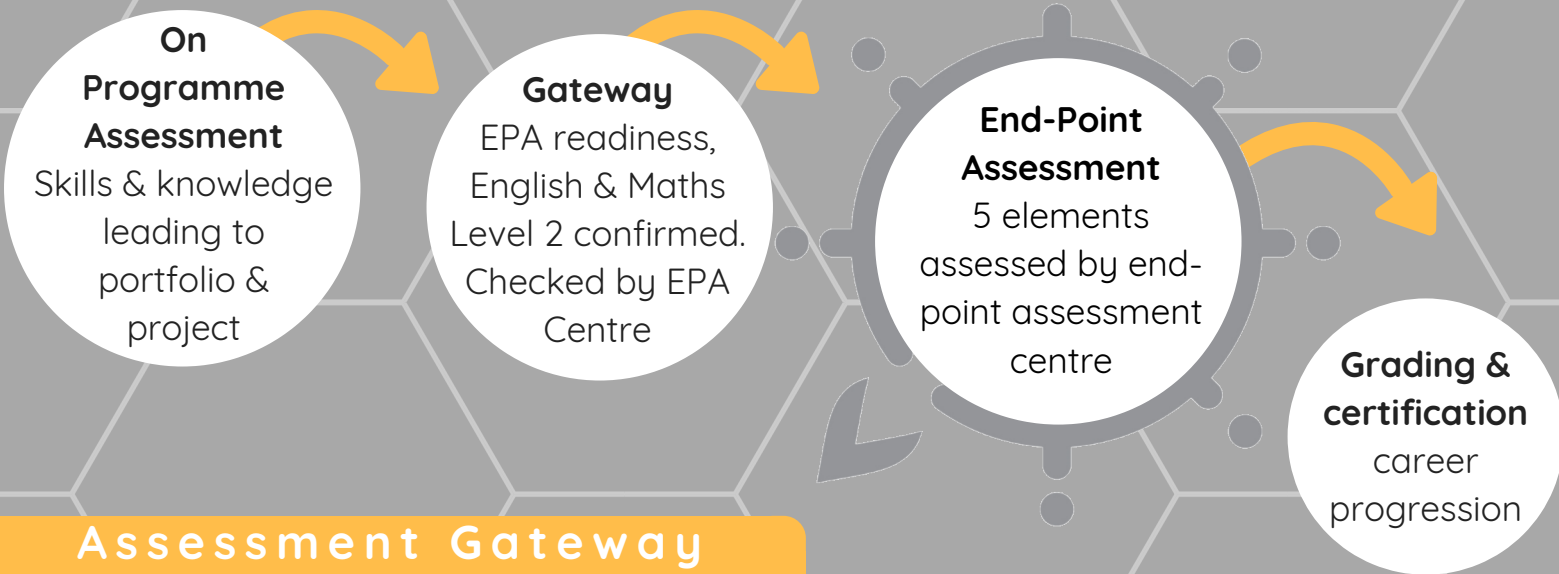 On
Programme
Assessment
Skills & knowledge
leading to
portfolio &
project
Gateway
EPA readiness,
English & Maths
Level 2 confirmed.
Checked by EPA
Centre
End-Point
Assessment
5 elements
assessed by end-
point assessment
centre
Grading &
certification
career
progression
Assessment Gateway